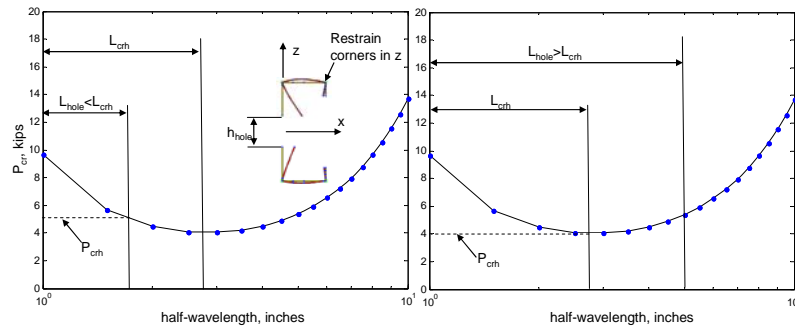 20
18
16
14
12
10
8
6
4
2
0
P_cr, kips
L_crh
L_hole<L_crh
P_crh
h_hole
z
x
Restrain
corners in z
10^0
10^1
half-wavelength, inches
20
18
16
14
12
10
8
6
4
2
0
L_hole>L_crh
L_crh
P_crh
10^0
10
half-wavelength, inches